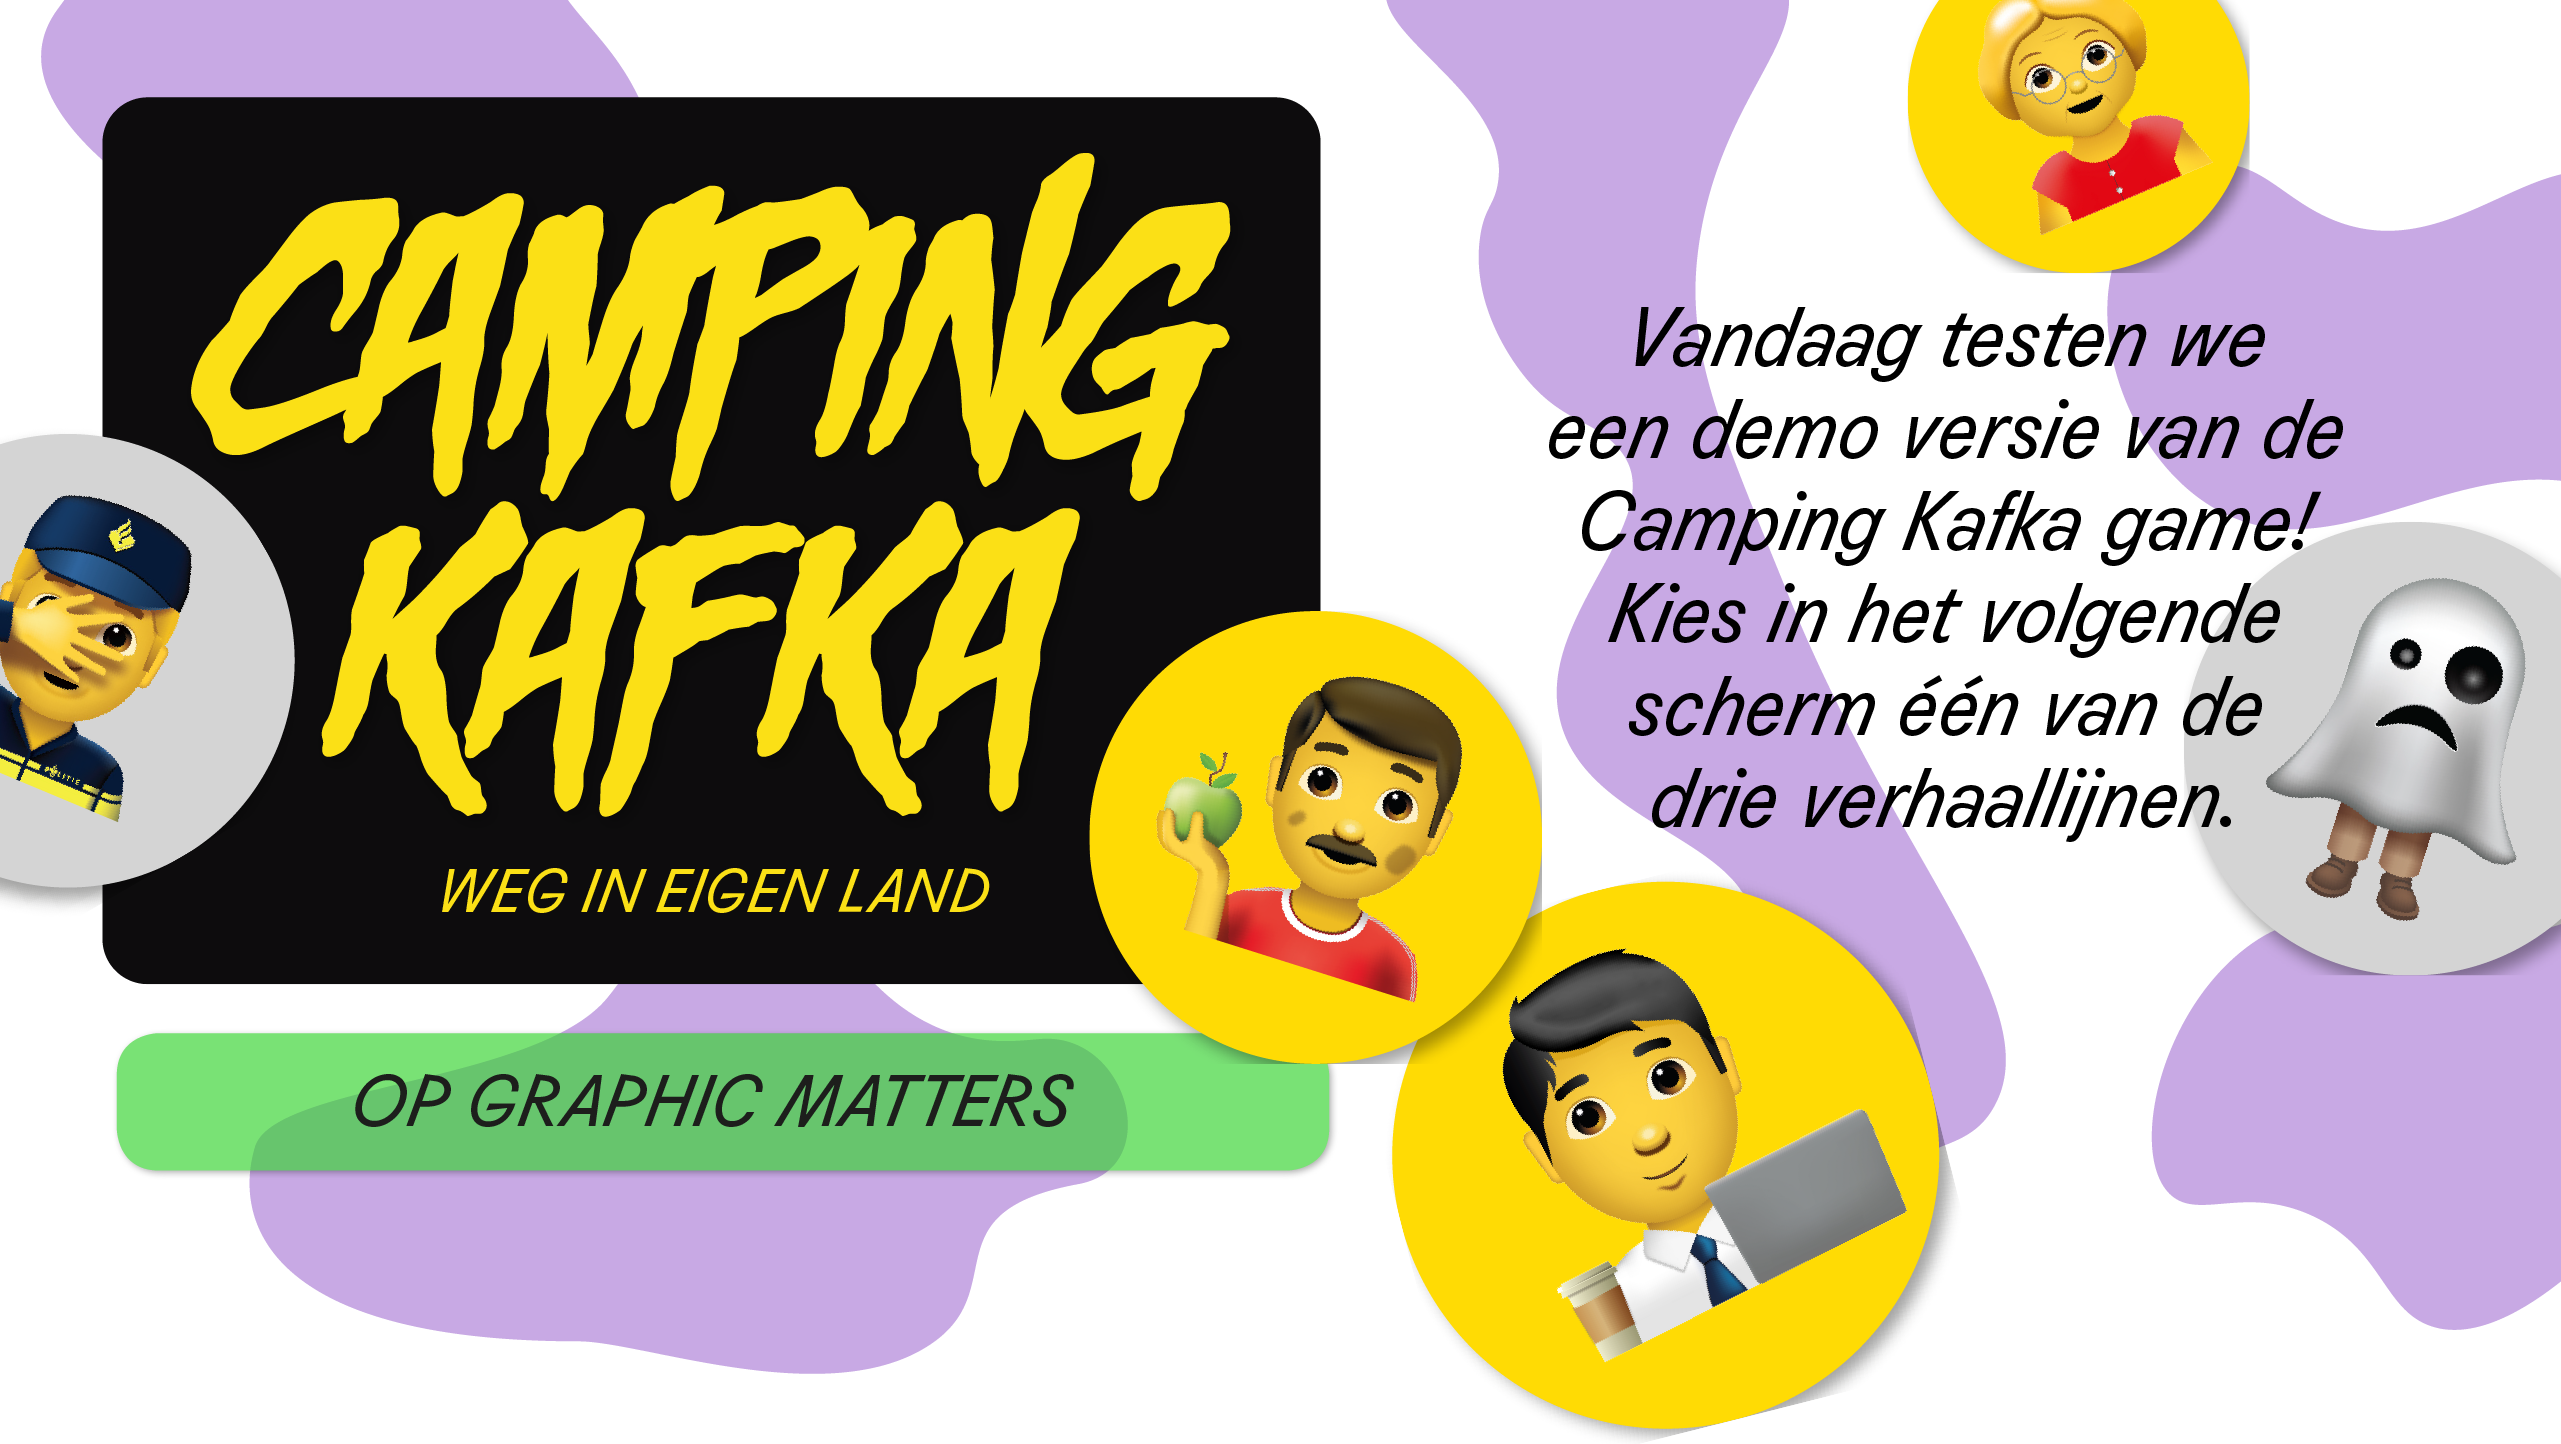 CAMPING
KAFKA
WEG IN EIGEN LAND
OP GRAPHIC MATTERS
Vandaag testen we
een demo versie van de
Camping Kafka game!
Kies in het volgende
scherm één van de
drie verhaallijnen.
POLITIE